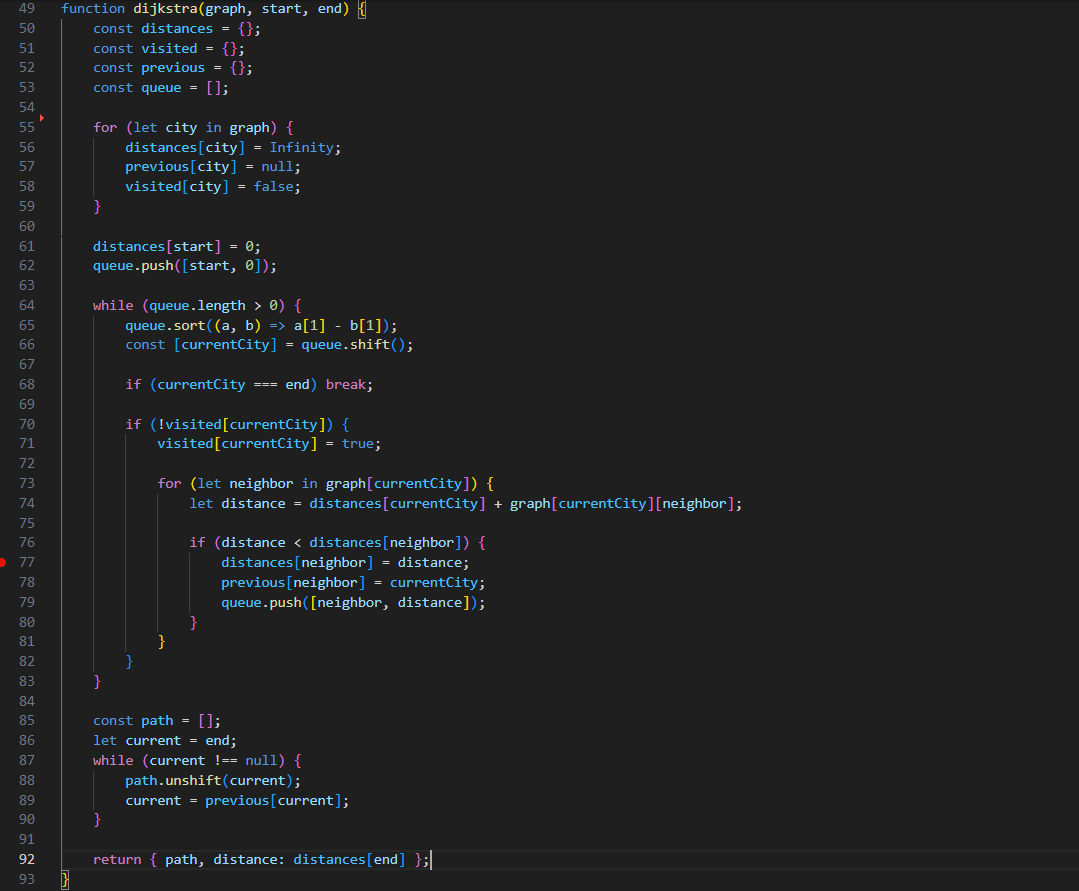 49 function dijkstra(graph, start, end) {
50     const distances = {};
51     const visited = {};
52     const previous = {};
53     const queue = [];
54
55     for (let city in graph) {
56         distances[city] = Infinity;
57         previous[city] = null;
58         visited[city] = false;
59     }
60
61     distances[start] = 0;
62     queue.push([start, 0]);
63
64     while (queue.length > 0) {
65         queue.sort((a, b) => a[1] - b[1]);
66         const [currentCity] = queue.shift();
67
68         if (currentCity === end) break;
69
70         if (!visited[currentCity]) {
71             visited[currentCity] = true;
72
73             for (let neighbor in graph[currentCity]) {
74                 let distance = distances[currentCity] + graph[currentCity][neighbor];
75
76                 if (distance < distances[neighbor]) {
77                     distances[neighbor] = distance;
78                     previous[neighbor] = currentCity;
79                     queue.push([neighbor, distance]);
80                 }
81             }
82         }
83     }
84
85     const path = [];
86     let current = end;
87     while (current !== null) {
88         path.unshift(current);
89         current = previous[current];
90     }
91
92     return { path, distance: distances[end] };
93 }